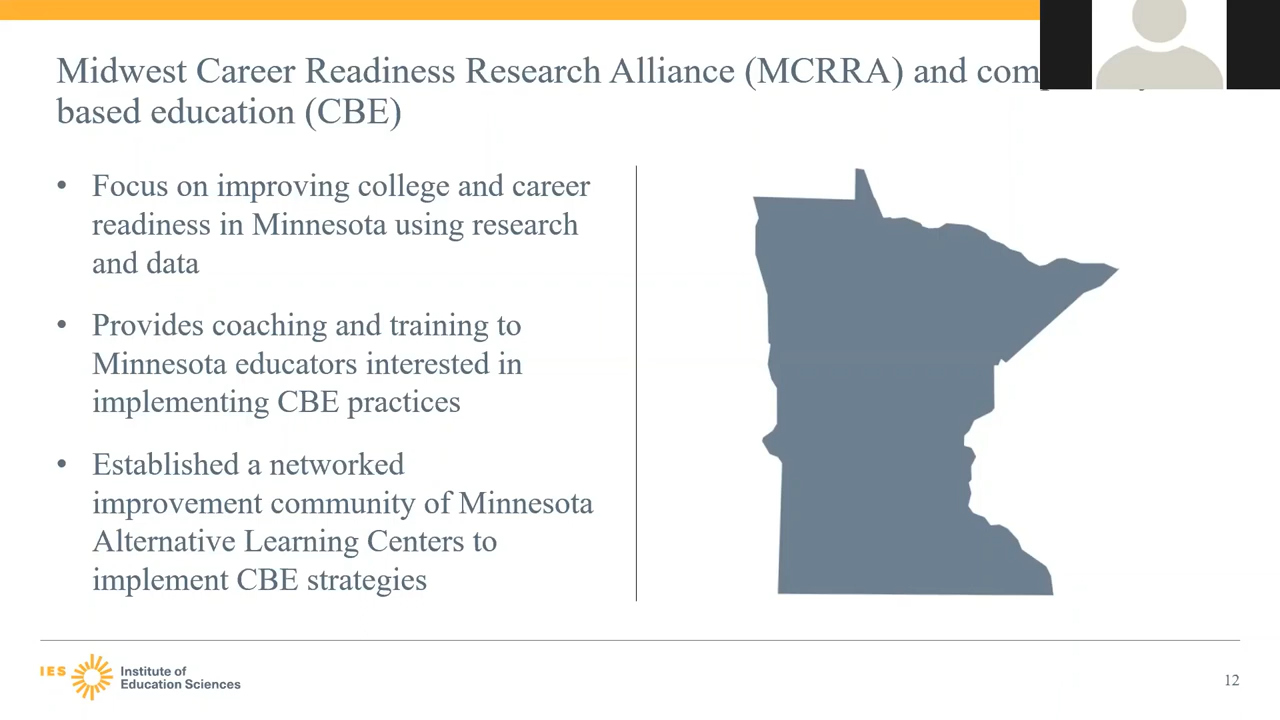 Midwest Career Readiness Research Alliance (MCRRA) and
based education (CBE)
• Focus on improving college and career
readiness in Minnesota using research
and data
• Provides coaching and training to
Minnesota educators interested in
implementing CBE practices
• Established a networked
improvement community of Minnesota
Alternative Learning Centers to
implement CBE strategies
IES
Institute of
Education Sciences
12